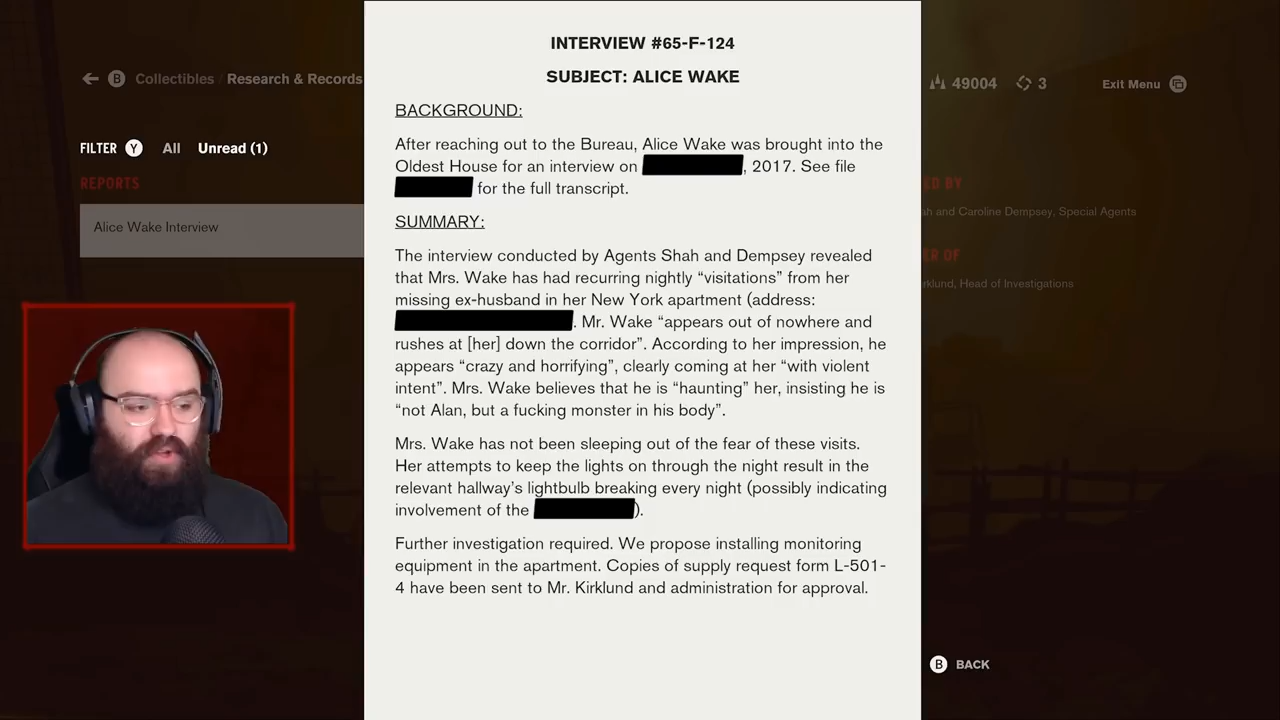 INTERVIEW #65-F-124
SUBJECT: ALICE WAKE
B Collectibles / Research & Records
49004 3 Exit Menu
BACKGROUND:
After reaching out to the Bureau, Alice Wake was brought into the
Oldest House for an interview on , 2017. See file
for the full transcript.
FILTER Y All Unread (1)
REPORTS
Alice Wake Interview
SUMMARY:
The interview conducted by Agents Shah and Dempsey revealed
that Mrs. Wake has had recurring nightly “visitations” from her
missing ex-husband in her New York apartment (address:
. Mr. Wake “appears out of nowhere and
rushes at [her] down the corridor”. According to her impression, he
appears “crazy and horrifying”, clearly coming at her “with violent
intent”. Mrs. Wake believes that he is “haunting” her, insisting he is
“not Alan, but a fucking monster in his body”.
Mrs. Wake has not been sleeping out of the fear of these visits.
Her attempts to keep the lights on through the night result in the
relevant hallway’s lightbulb breaking every night (possibly indicating
involvement of the ).
Further investigation required. We propose installing monitoring
equipment in the apartment. Copies of supply request form L-501-
4 have been sent to Mr. Kirklund and administration for approval.
BY
and Caroline Dempsey, Special Agents
OF
Head of Investigations
B BACK